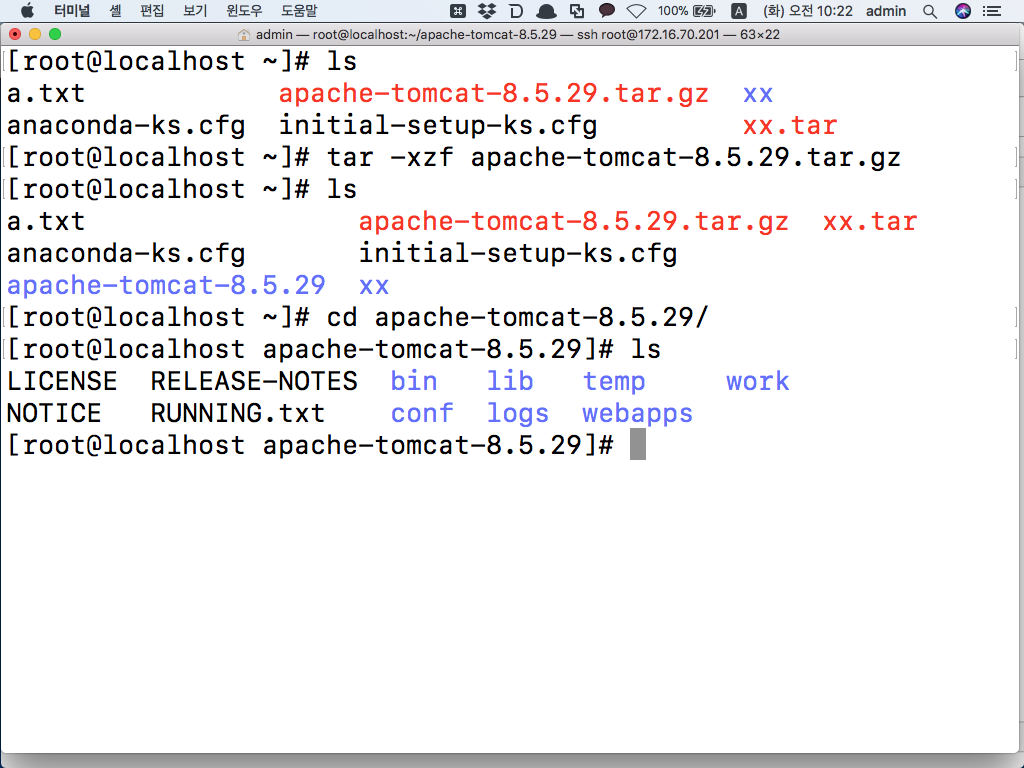 터미널 셸 편집 보기 윈도우 도움말 100% A (화) 오전 10:22 admin
admin — root@localhost:~/apache-tomcat-8.5.29 — ssh root@172.16.70.201 — 63×22
[root@localhost ~]# ls
a.txt apache-tomcat-8.5.29.tar.gz xx
anaconda-ks.cfg initial-setup-ks.cfg xx.tar
[root@localhost ~]# tar -xzf apache-tomcat-8.5.29.tar.gz
[root@localhost ~]# ls
a.txt apache-tomcat-8.5.29.tar.gz xx.tar
anaconda-ks.cfg initial-setup-ks.cfg
apache-tomcat-8.5.29 xx
[root@localhost ~]# cd apache-tomcat-8.5.29/
[root@localhost apache-tomcat-8.5.29]# ls
LICENSE RELEASE-NOTES bin lib temp work
NOTICE RUNNING.txt conf logs webapps
[root@localhost apache-tomcat-8.5.29]#